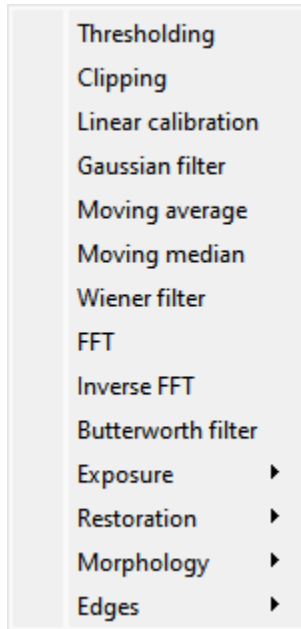 Thresholding
Clipping
Linear calibration
Gaussian filter
Moving average
Moving median
Wiener filter
FFT
Inverse FFT
Butterworth filter
Exposure
Restoration
Morphology
Edges